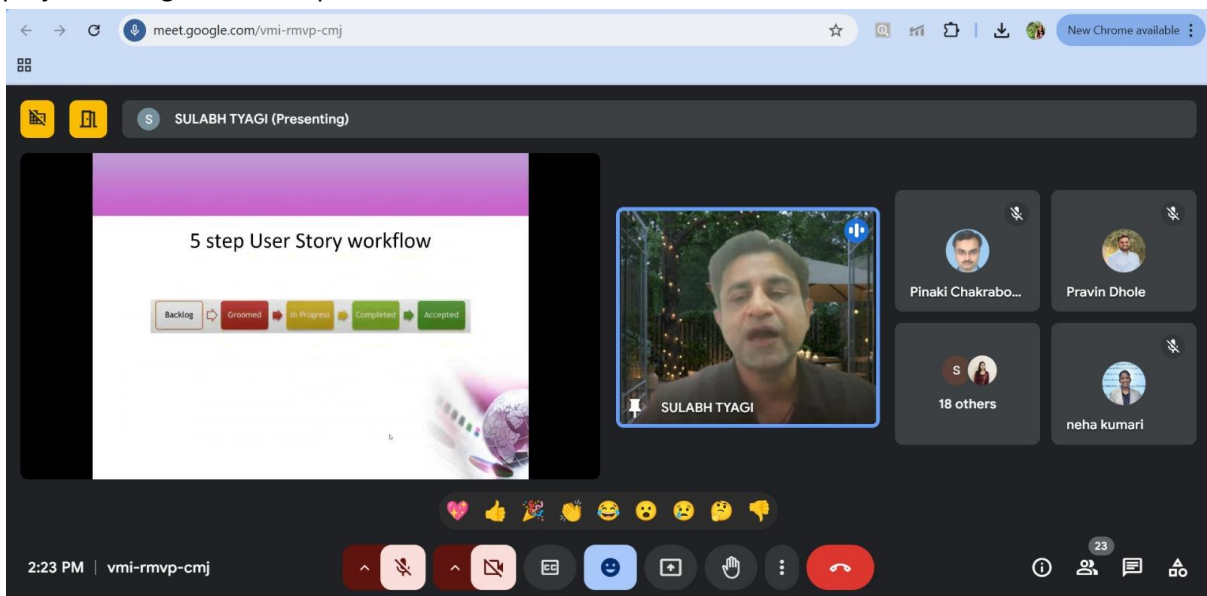 meet.google.com/vmi-rmvp-cmj
New Chrome available
S SULABH TYAGI (Presenting)
5 step User Story workflow
Backlog Groomed In Progress Completed Accepted
SULABH TYAGI
Pinaki Chakrabo...
Pravin Dhole
S
18 others
neha kumari
2:23 PM | vmi-rmvp-cmj
CC
23